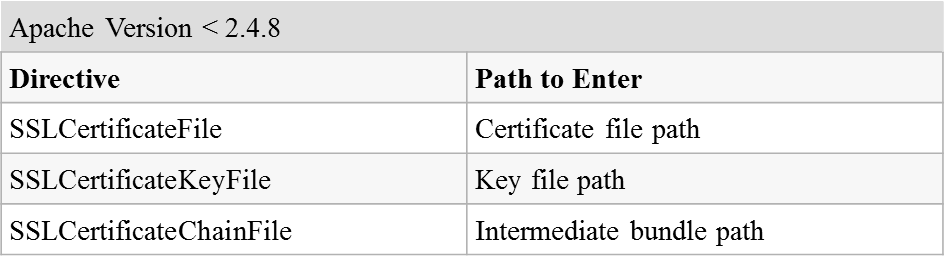 Apache Version < 2.4.8
Directive Path to Enter
SSLCertificateFile Certificate file path
SSLCertificateKeyFile Key file path
SSLCertificateChainFile Intermediate bundle path